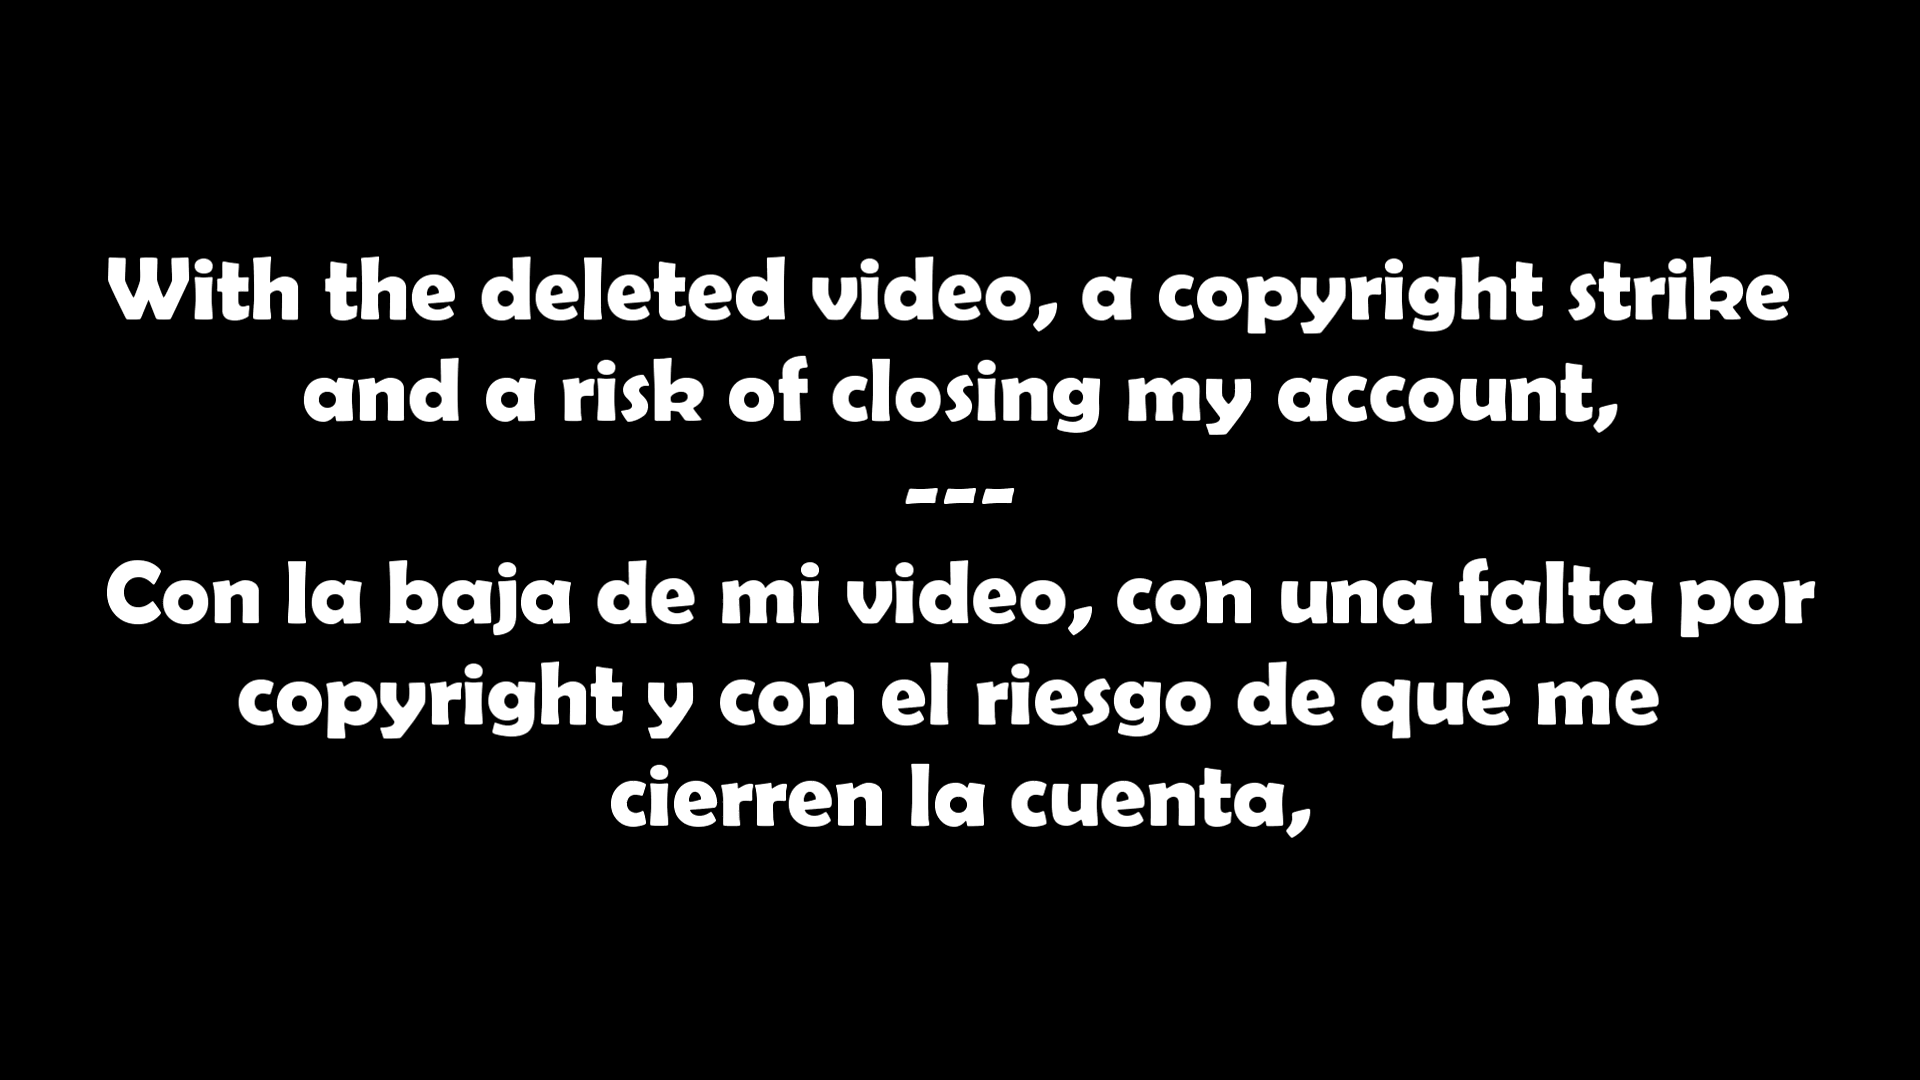 With the deleted video, a copyright strike
and a risk of closing my account,
---
Con la baja de mi video, con una falta por
copyright y con el riesgo de que me
cierren la cuenta,